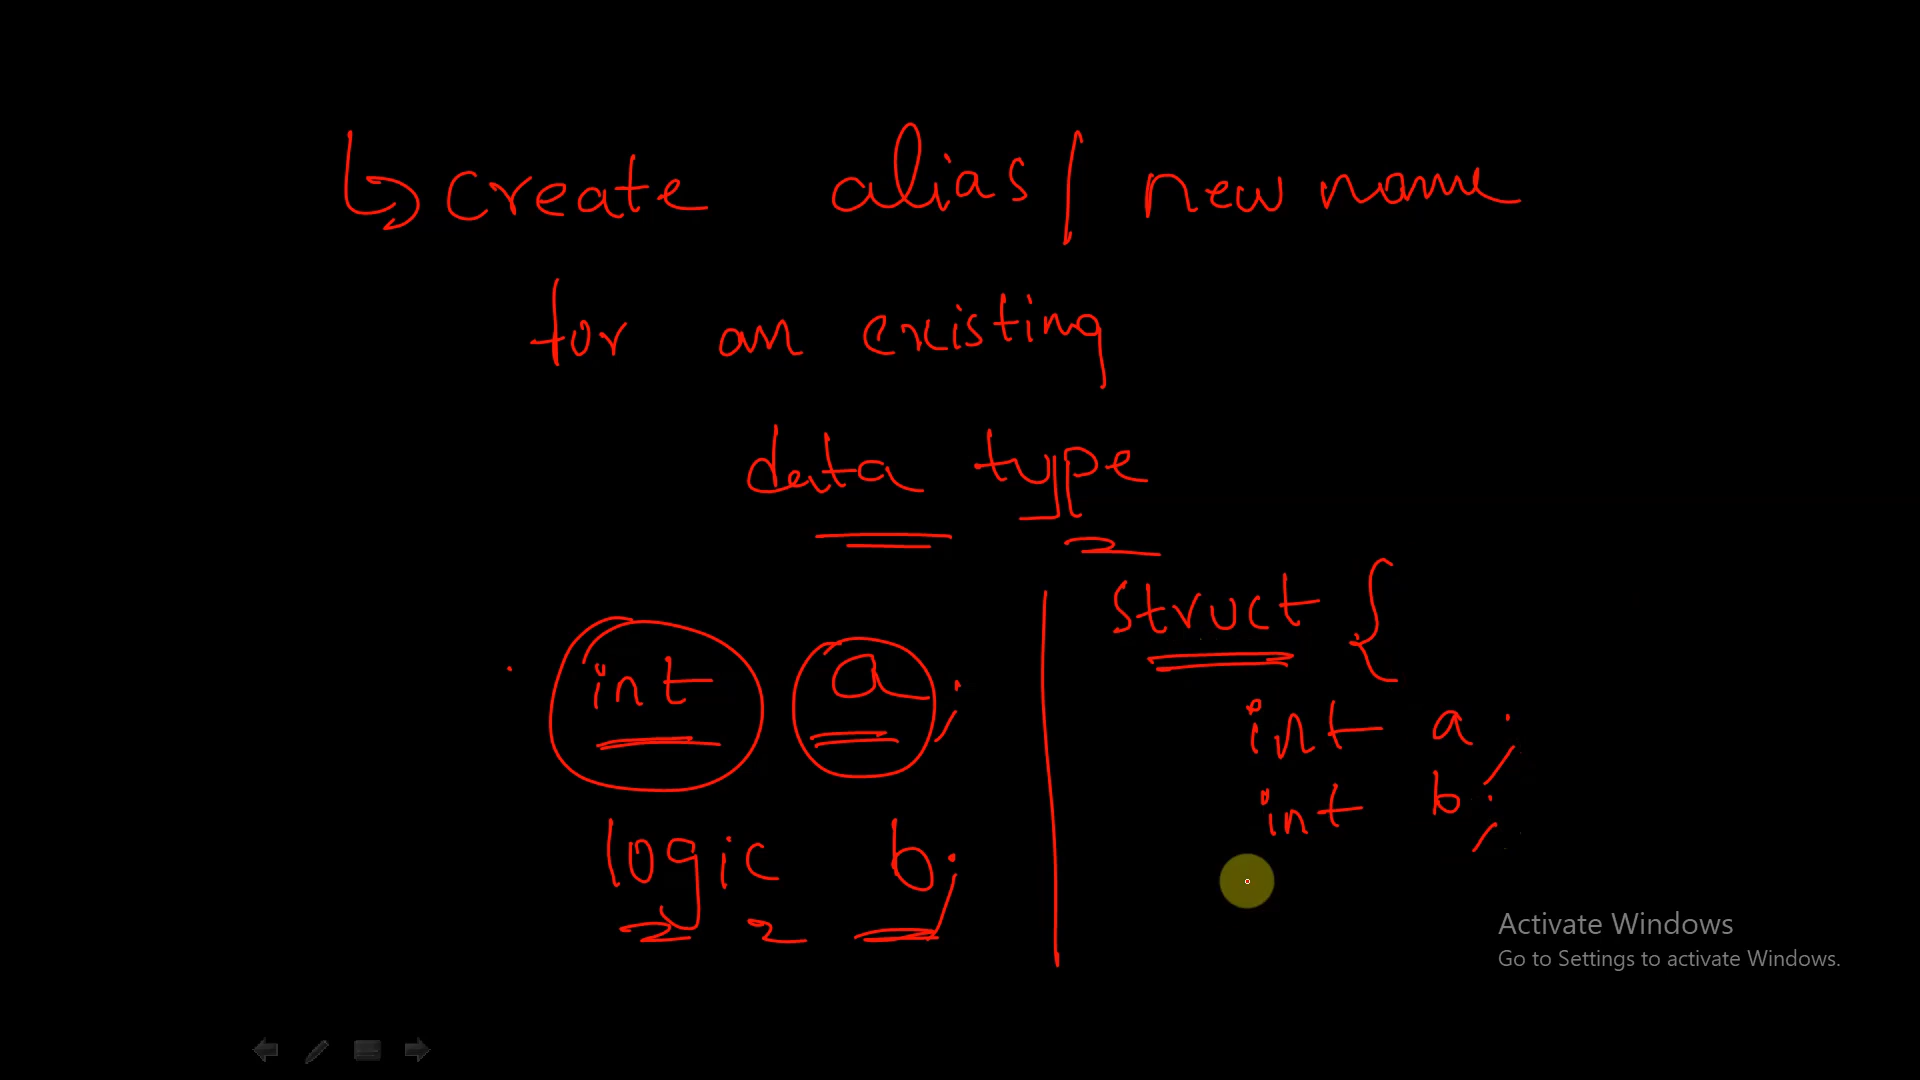 ↳ create alias / new name
for an existing
data type
int a;
logic b;
struct {
int a;
int b;
Activate Windows
Go to Settings to activate Windows.